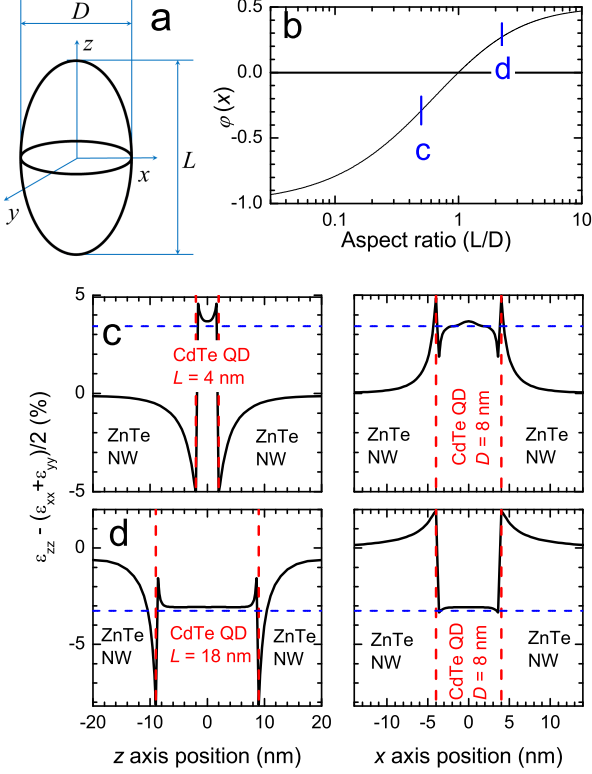 D
a
z
L
x
y
b
0.5
0.0
-0.5
-1.0
φ(x)
c
d
0.1
1
10
Aspect ratio (L/D)
c
5
0
-5
CdTe QD
L = 4 nm
ZnTe
NW
ZnTe
NW
CdTe QD
D = 8 nm
ZnTe
NW
ZnTe
NW
εzz - (εxx+εyy)/2 (%)
d
0
-5
CdTe QD
L = 18 nm
ZnTe
NW
ZnTe
NW
CdTe QD
D = 8 nm
ZnTe
NW
ZnTe
NW
-20
-10
0
10
20
z axis position (nm)
-10
-5
0
5
10
x axis position (nm)